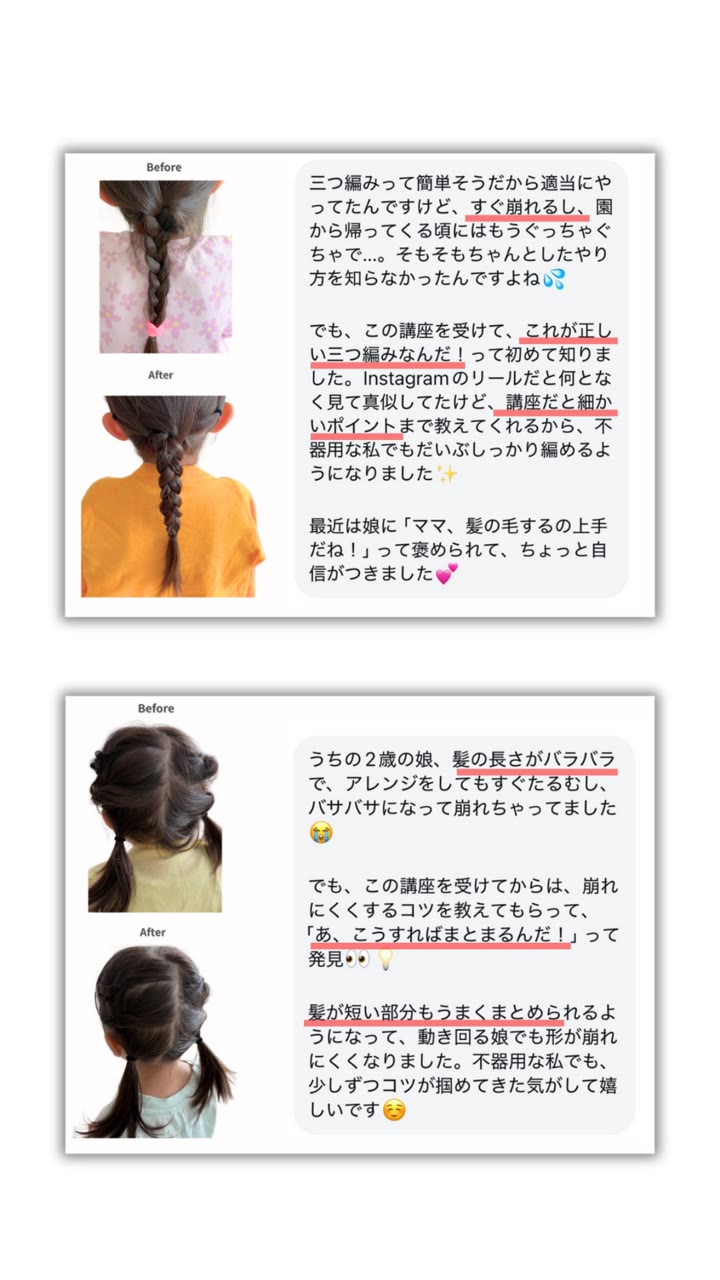 Before
After
三つ編みって簡単そうだから適当にや
ってたんですけど、すぐ崩れるし、園
から帰ってくる頃にはもうぐっちゃぐ
ちゃで…。そもそもちゃんとしたやり
方を知らなかったんですよね💦
でも、この講座を受けて、これが正し
い三つ編みなんだ！って初めて知りま
した。Instagramのリールだと何とな
く見て真似してたけど、講座だと細か
いポイントまで教えてくれるから、不
器用な私でもだいぶしっかり編めるよ
うになりました✨
最近は娘に「ママ、髪の毛するの上手
だね！」って褒められて、ちょっと自
信がつきました💕
Before
After
うちの２歳の娘、髪の長さがバラバラ
で、アレンジをしてもすぐたるむし、
バサバサになって崩れちゃってました
😭
でも、この講座を受けてからは、崩れ
にくくするコツを教えてもらって、
「あ、こうすればまとまるんだ！」って
発見👀💡
髪が短い部分もうまくまとめられるよ
うになって、動き回る娘でも形が崩れ
にくくなりました。不器用な私でも、
少しずつコツが掴めてきた気がして嬉
しいです☺️